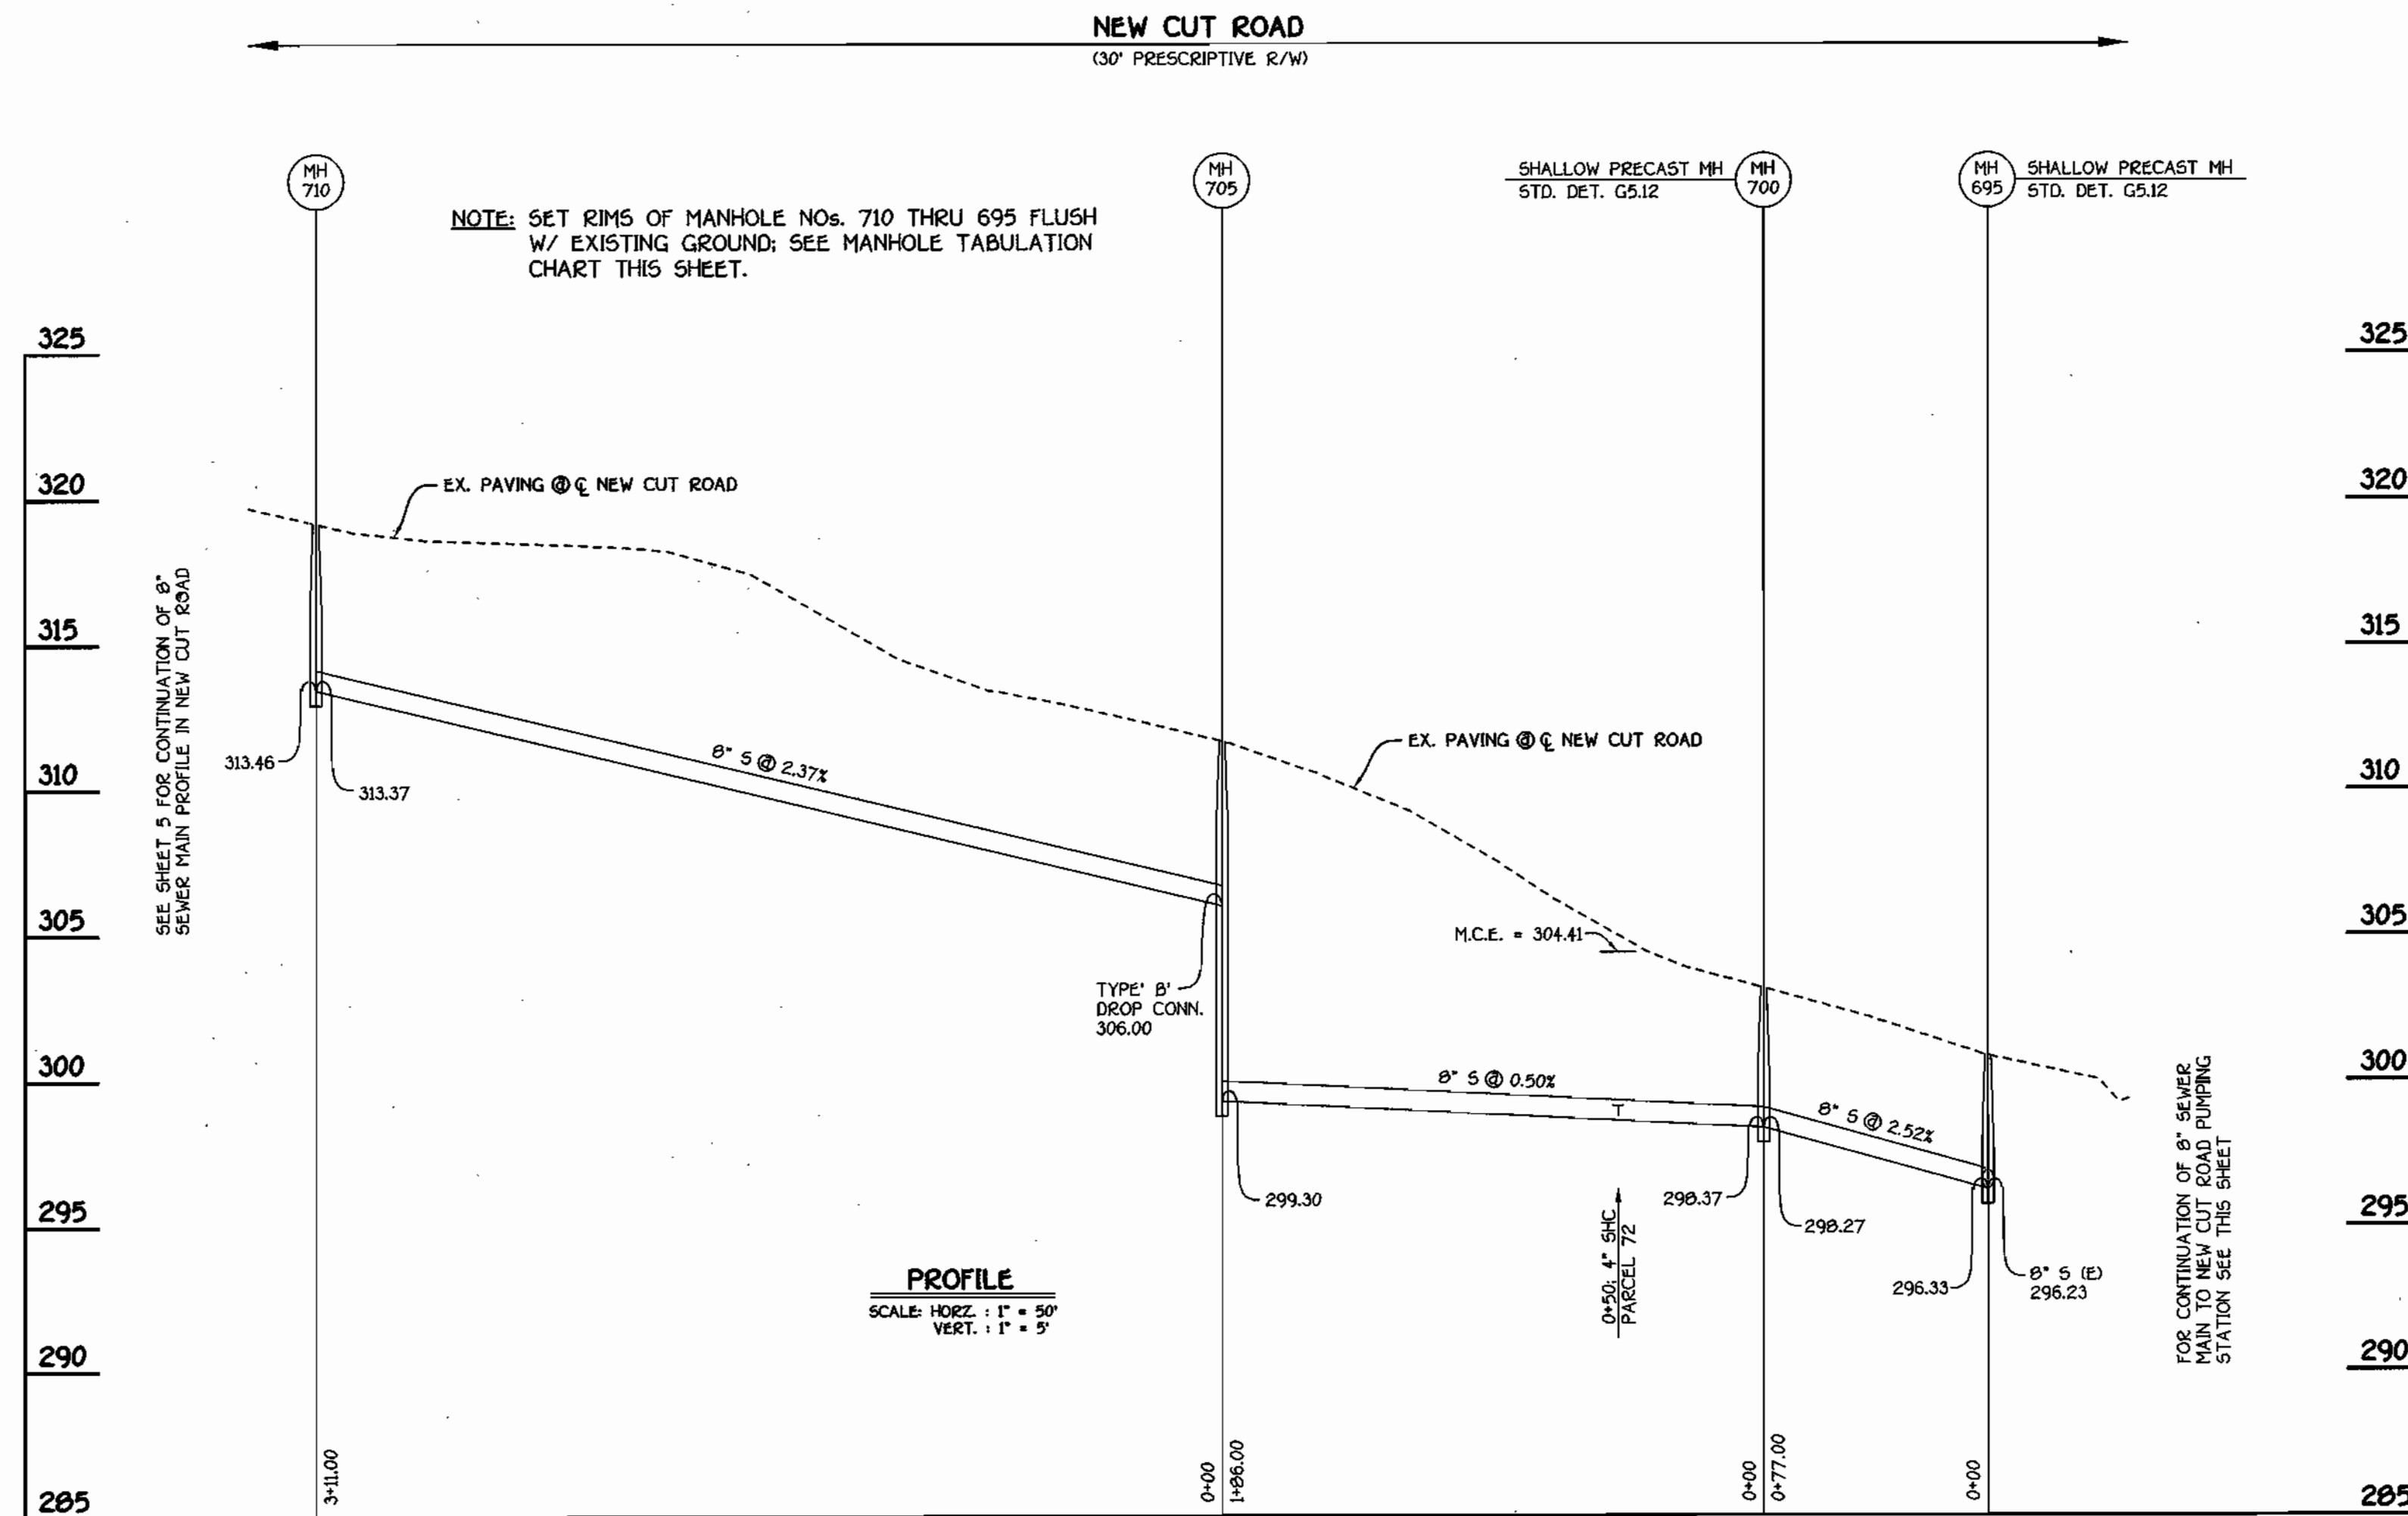 NEW CUT ROAD
(30' PRESCRIPTIVE R/W)
MH
710
MH
705
SHALLOW PRECAST MH
STD. DET. G5.12
MH
700
MH
695
SHALLOW PRECAST MH
STD. DET. G5.12
NOTE: SET RIMS OF MANHOLE NOs. 710 THRU 695 FLUSH
W/ EXISTING GROUND; SEE MANHOLE TABULATION
CHART THIS SHEET.
325
320
315
310
305
300
295
290
285
325
320
315
310
305
300
295
290
285
SEE SHEET 5 FOR CONTINUATION OF 8"
SEWER MAIN PROFILE IN NEW CUT ROAD
EX. PAVING @ ℄ NEW CUT ROAD
313.46
313.37
8" S @ 2.37%
EX. PAVING @ ℄ NEW CUT ROAD
M.C.E. = 304.41
TYPE' B'
DROP CONN.
306.00
8" S @ 0.50%
T
8" S @ 2.52%
299.30
298.37
298.27
296.33
8" S (E)
296.23
0+50; 4" SHC
PARCEL 72
FOR CONTINUATION OF 8" SEWER
MAIN TO NEW CUT ROAD PUMPING
STATION SEE THIS SHEET
PROFILE
SCALE: HORZ. : 1" = 50'
VERT. : 1" = 5'
3+11.00
0+00
1+86.00
0+00
0+77.00
0+00